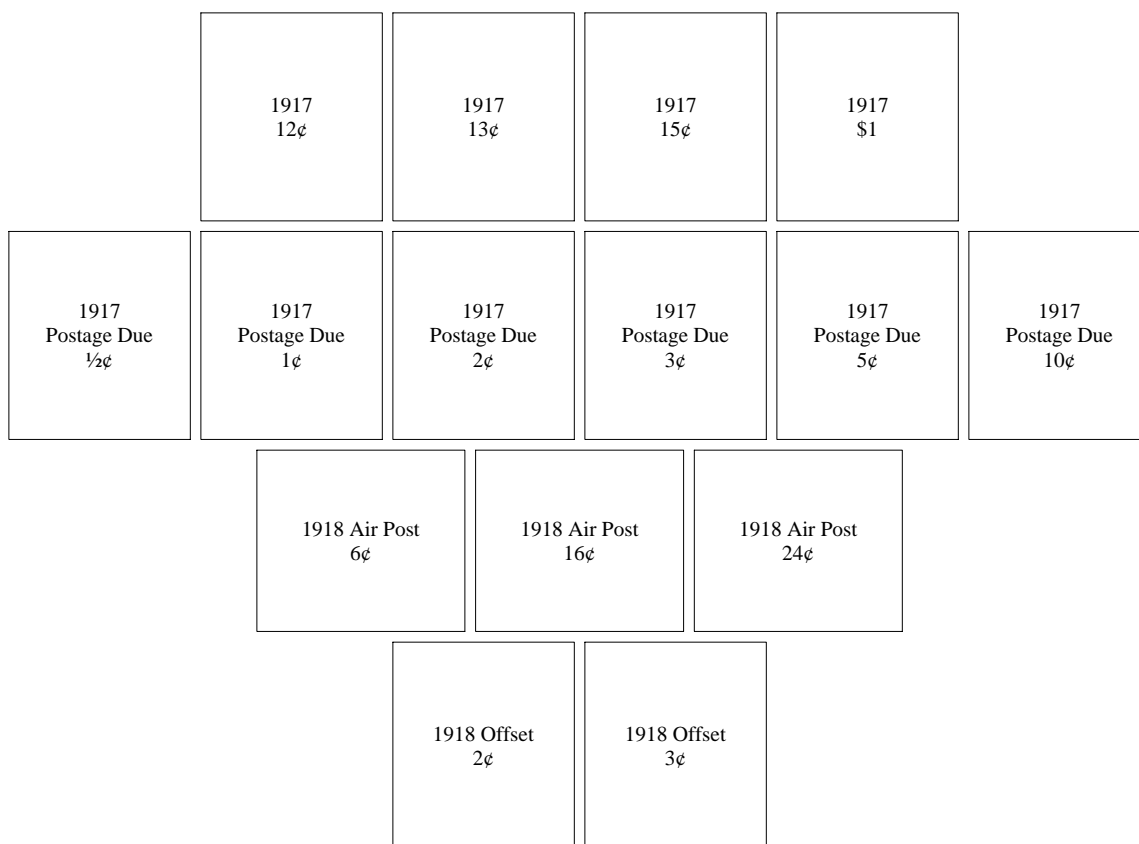 1917
12¢
1917
13¢
1917
15¢
1917
$1
1917
Postage Due
½¢
1917
Postage Due
1¢
1917
Postage Due
2¢
1917
Postage Due
3¢
1917
Postage Due
5¢
1917
Postage Due
10¢
1918 Air Post
6¢
1918 Air Post
16¢
1918 Air Post
24¢
1918 Offset
2¢
1918 Offset
3¢